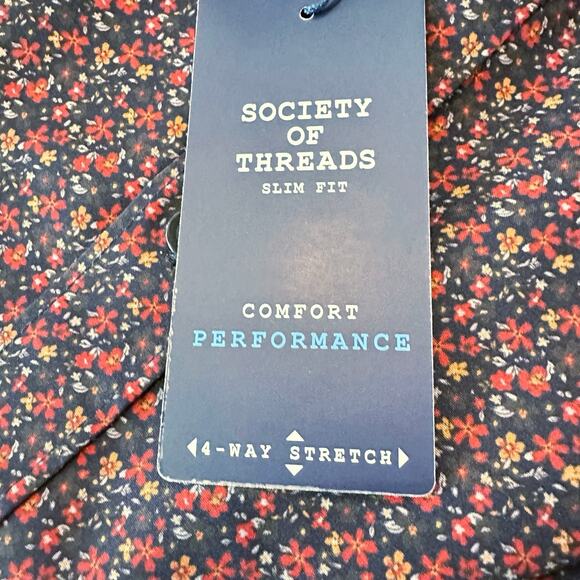 SOCIETY
OF
THREADS
SLIM FIT
COMFORT
PERFORMANCE
4-WAY STRETCH